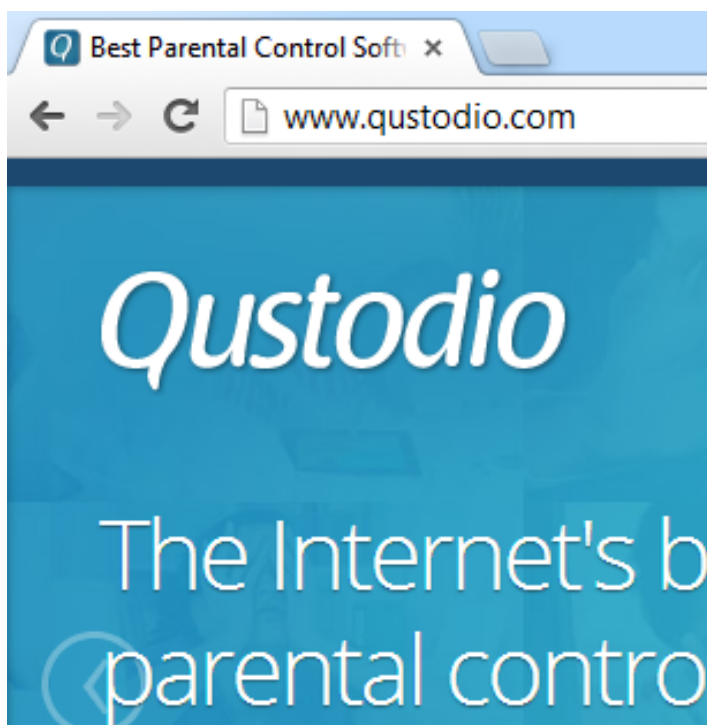 Q Best Parental Control Soft
www.qustodio.com
Qustodio
The Internet's b
parental contro